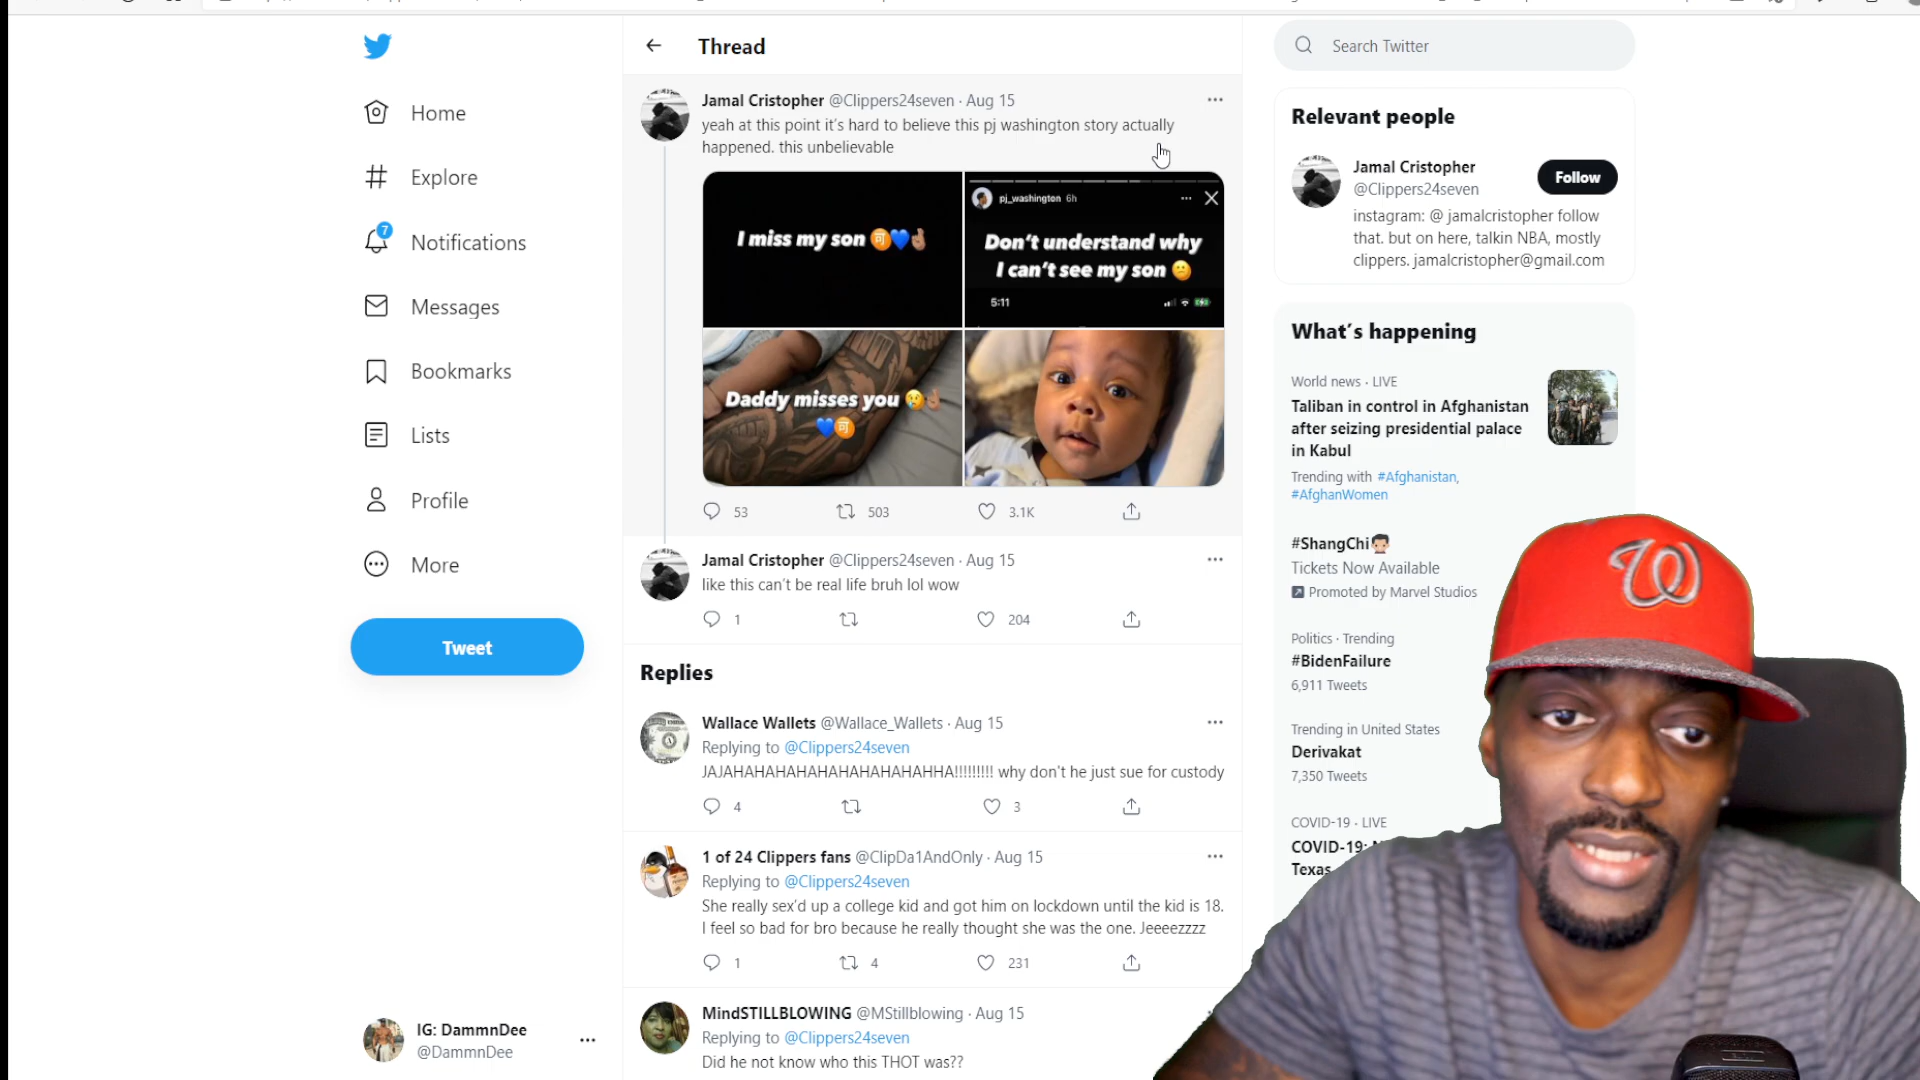 Home
Explore
7
Notifications
Messages
Bookmarks
Lists
Profile
More
Tweet
IG: DammnDee
@DammnDee
Thread
Jamal Cristopher @Clippers24seven · Aug 15
yeah at this point it's hard to believe this pj washington story actually
happened. this unbelievable
I miss my son 🉑💙🤞🏽
pj_washington 6h
Don't understand why
I can't see my son 😕
5:11
Daddy misses you 😢🤞🏽
💙🉑
53
503
3.1K
Jamal Cristopher @Clippers24seven · Aug 15
like this can't be real life bruh lol wow
1
204
Replies
Wallace Wallets @Wallace_Wallets · Aug 15
Replying to @Clippers24seven
JAJAHAHAHAHAHAHAHAHAHHA!!!!!!!!! why don't he just sue for custody
4
3
1 of 24 Clippers fans @ClipDa1AndOnly · Aug 15
Replying to @Clippers24seven
She really sex'd up a college kid and got him on lockdown until the kid is 18.
I feel so bad for bro because he really thought she was the one. Jeeeezzzz
1
4
231
MindSTILLBLOWING @MStillblowing · Aug 15
Replying to @Clippers24seven
Did he not know who this THOT was??
Search Twitter
Relevant people
Jamal Cristopher
@Clippers24seven
Follow
instagram: @ jamalcristopher follow
that. but on here, talkin NBA, mostly
clippers. jamalcristopher@gmail.com
What's happening
World news · LIVE
Taliban in control in Afghanistan
after seizing presidential palace
in Kabul
Trending with #Afghanistan,
#AfghanWomen
#ShangChi
Tickets Now Available
Promoted by Marvel Studios
Politics · Trending
#BidenFailure
6,911 Tweets
Trending in United States
Derivakat
7,350 Tweets
COVID-19 · LIVE
COVID-19:
Texas
W